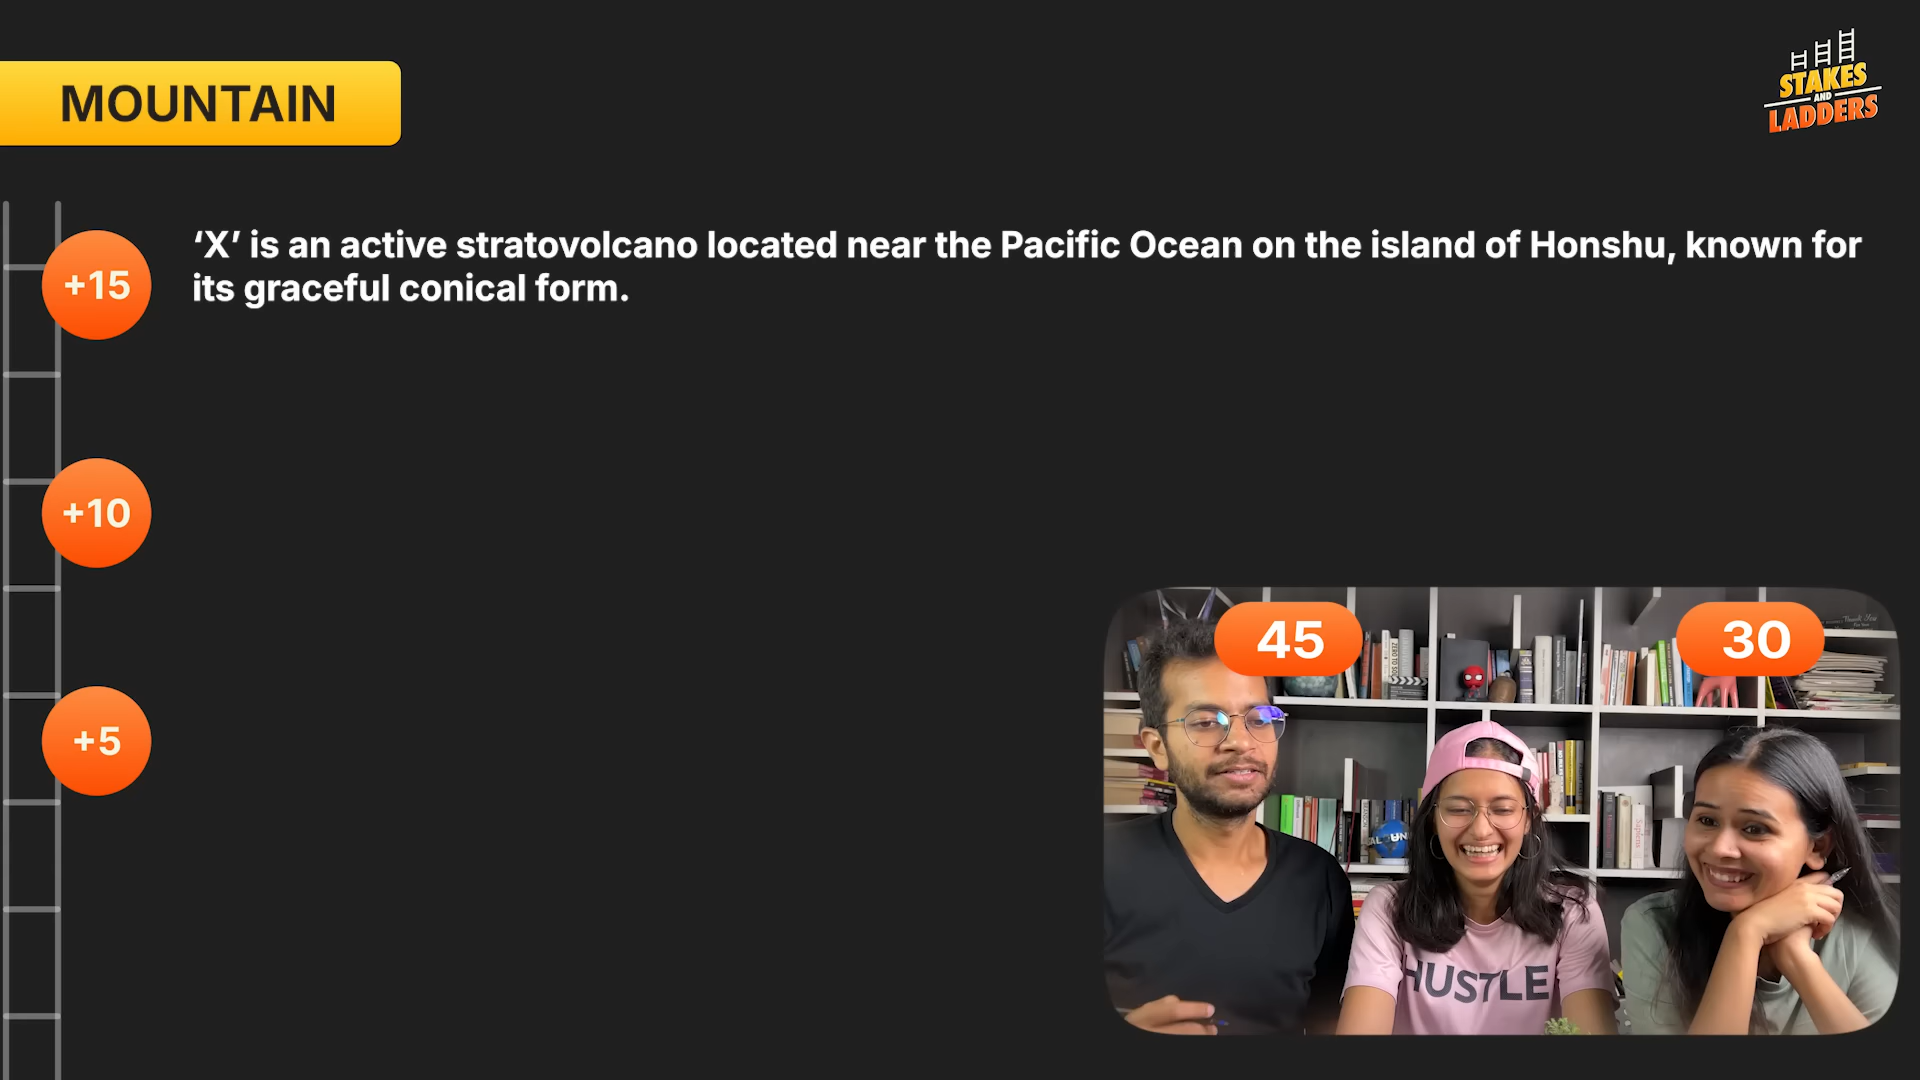 MOUNTAIN
STAKES
AND
LADDERS
+15
‘X’ is an active stratovolcano located near the Pacific Ocean on the island of Honshu, known for
its graceful conical form.
+10
+5
45
30
HUSTLE